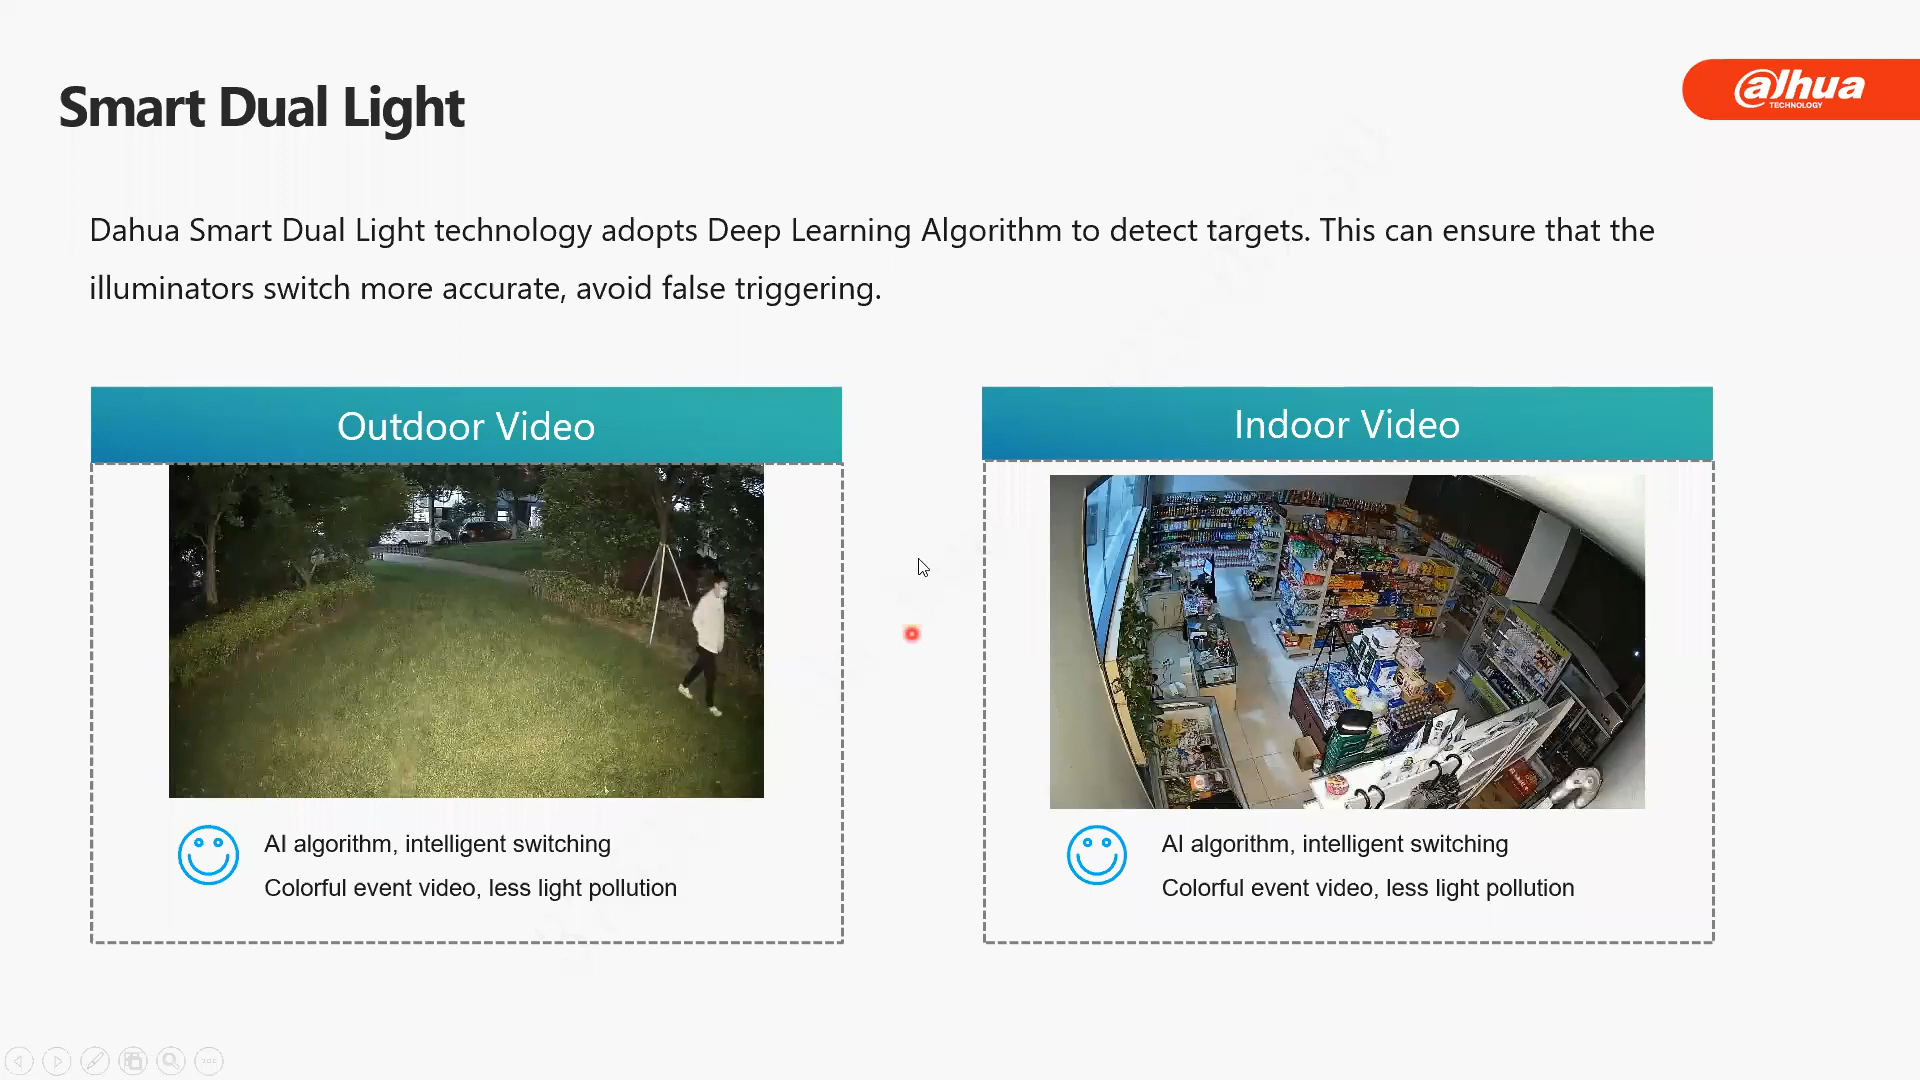 Smart Dual Light
alhua
TECHNOLOGY
Dahua Smart Dual Light technology adopts Deep Learning Algorithm to detect targets. This can ensure that the
illuminators switch more accurate, avoid false triggering.
Outdoor Video
Indoor Video
AI algorithm, intelligent switching
Colorful event video, less light pollution
AI algorithm, intelligent switching
Colorful event video, less light pollution